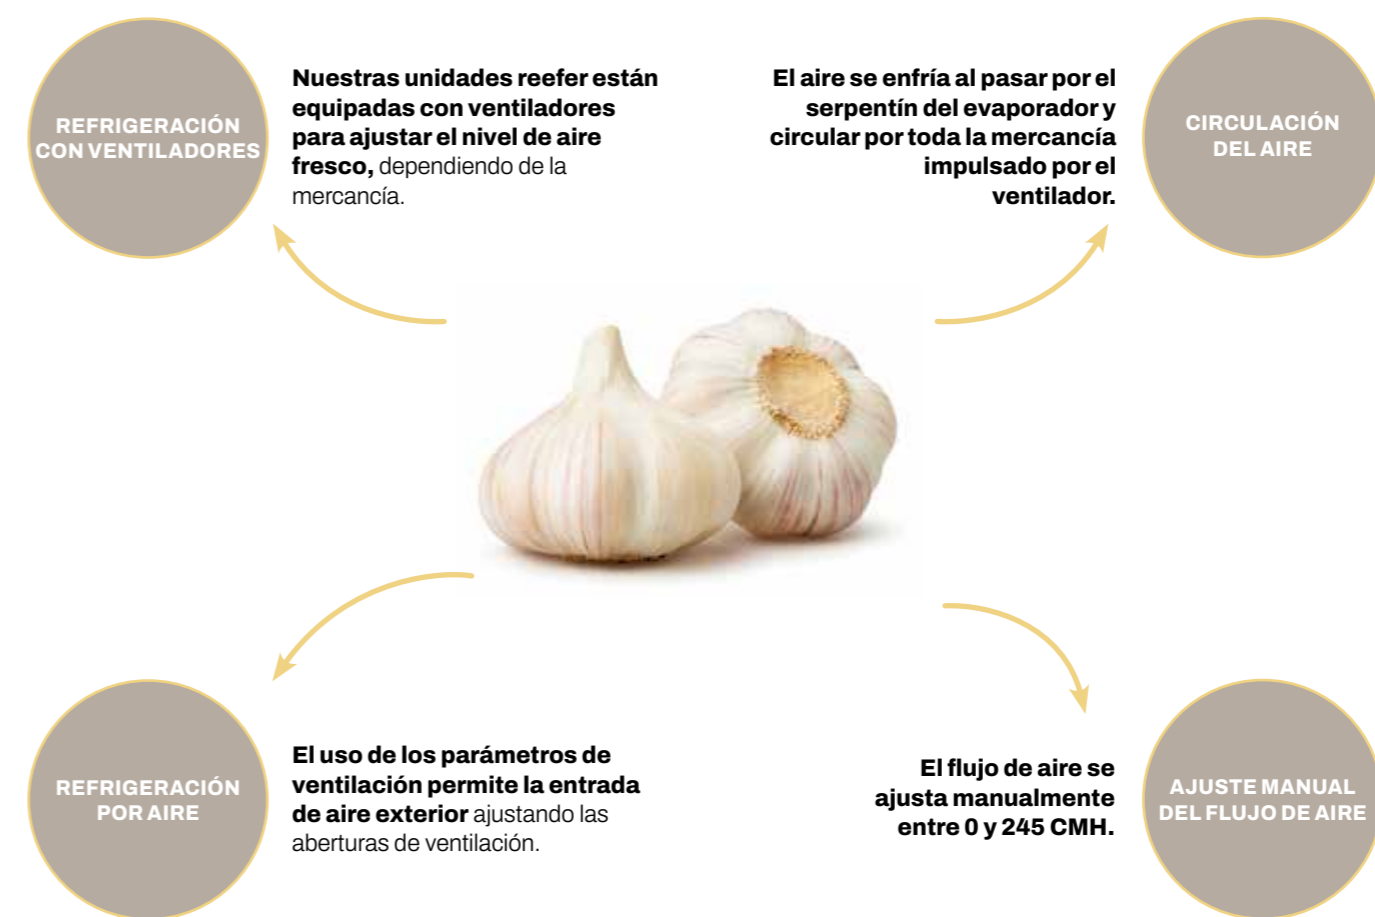 REFRIGERACIÓN
CON VENTILADORES
Nuestras unidades reefer están
equipadas con ventiladores
para ajustar el nivel de aire
fresco, dependiendo de la
mercancía.
El aire se enfría al pasar por el
serpentín del evaporador y
circular por toda la mercancía
impulsado por el
ventilador.
CIRCULACIÓN
DEL AIRE
REFRIGERACIÓN
POR AIRE
El uso de los parámetros de
ventilación permite la entrada
de aire exterior ajustando las
aberturas de ventilación.
El flujo de aire se
ajusta manualmente
entre 0 y 245 CMH.
AJUSTE MANUAL
DEL FLUJO DE AIRE